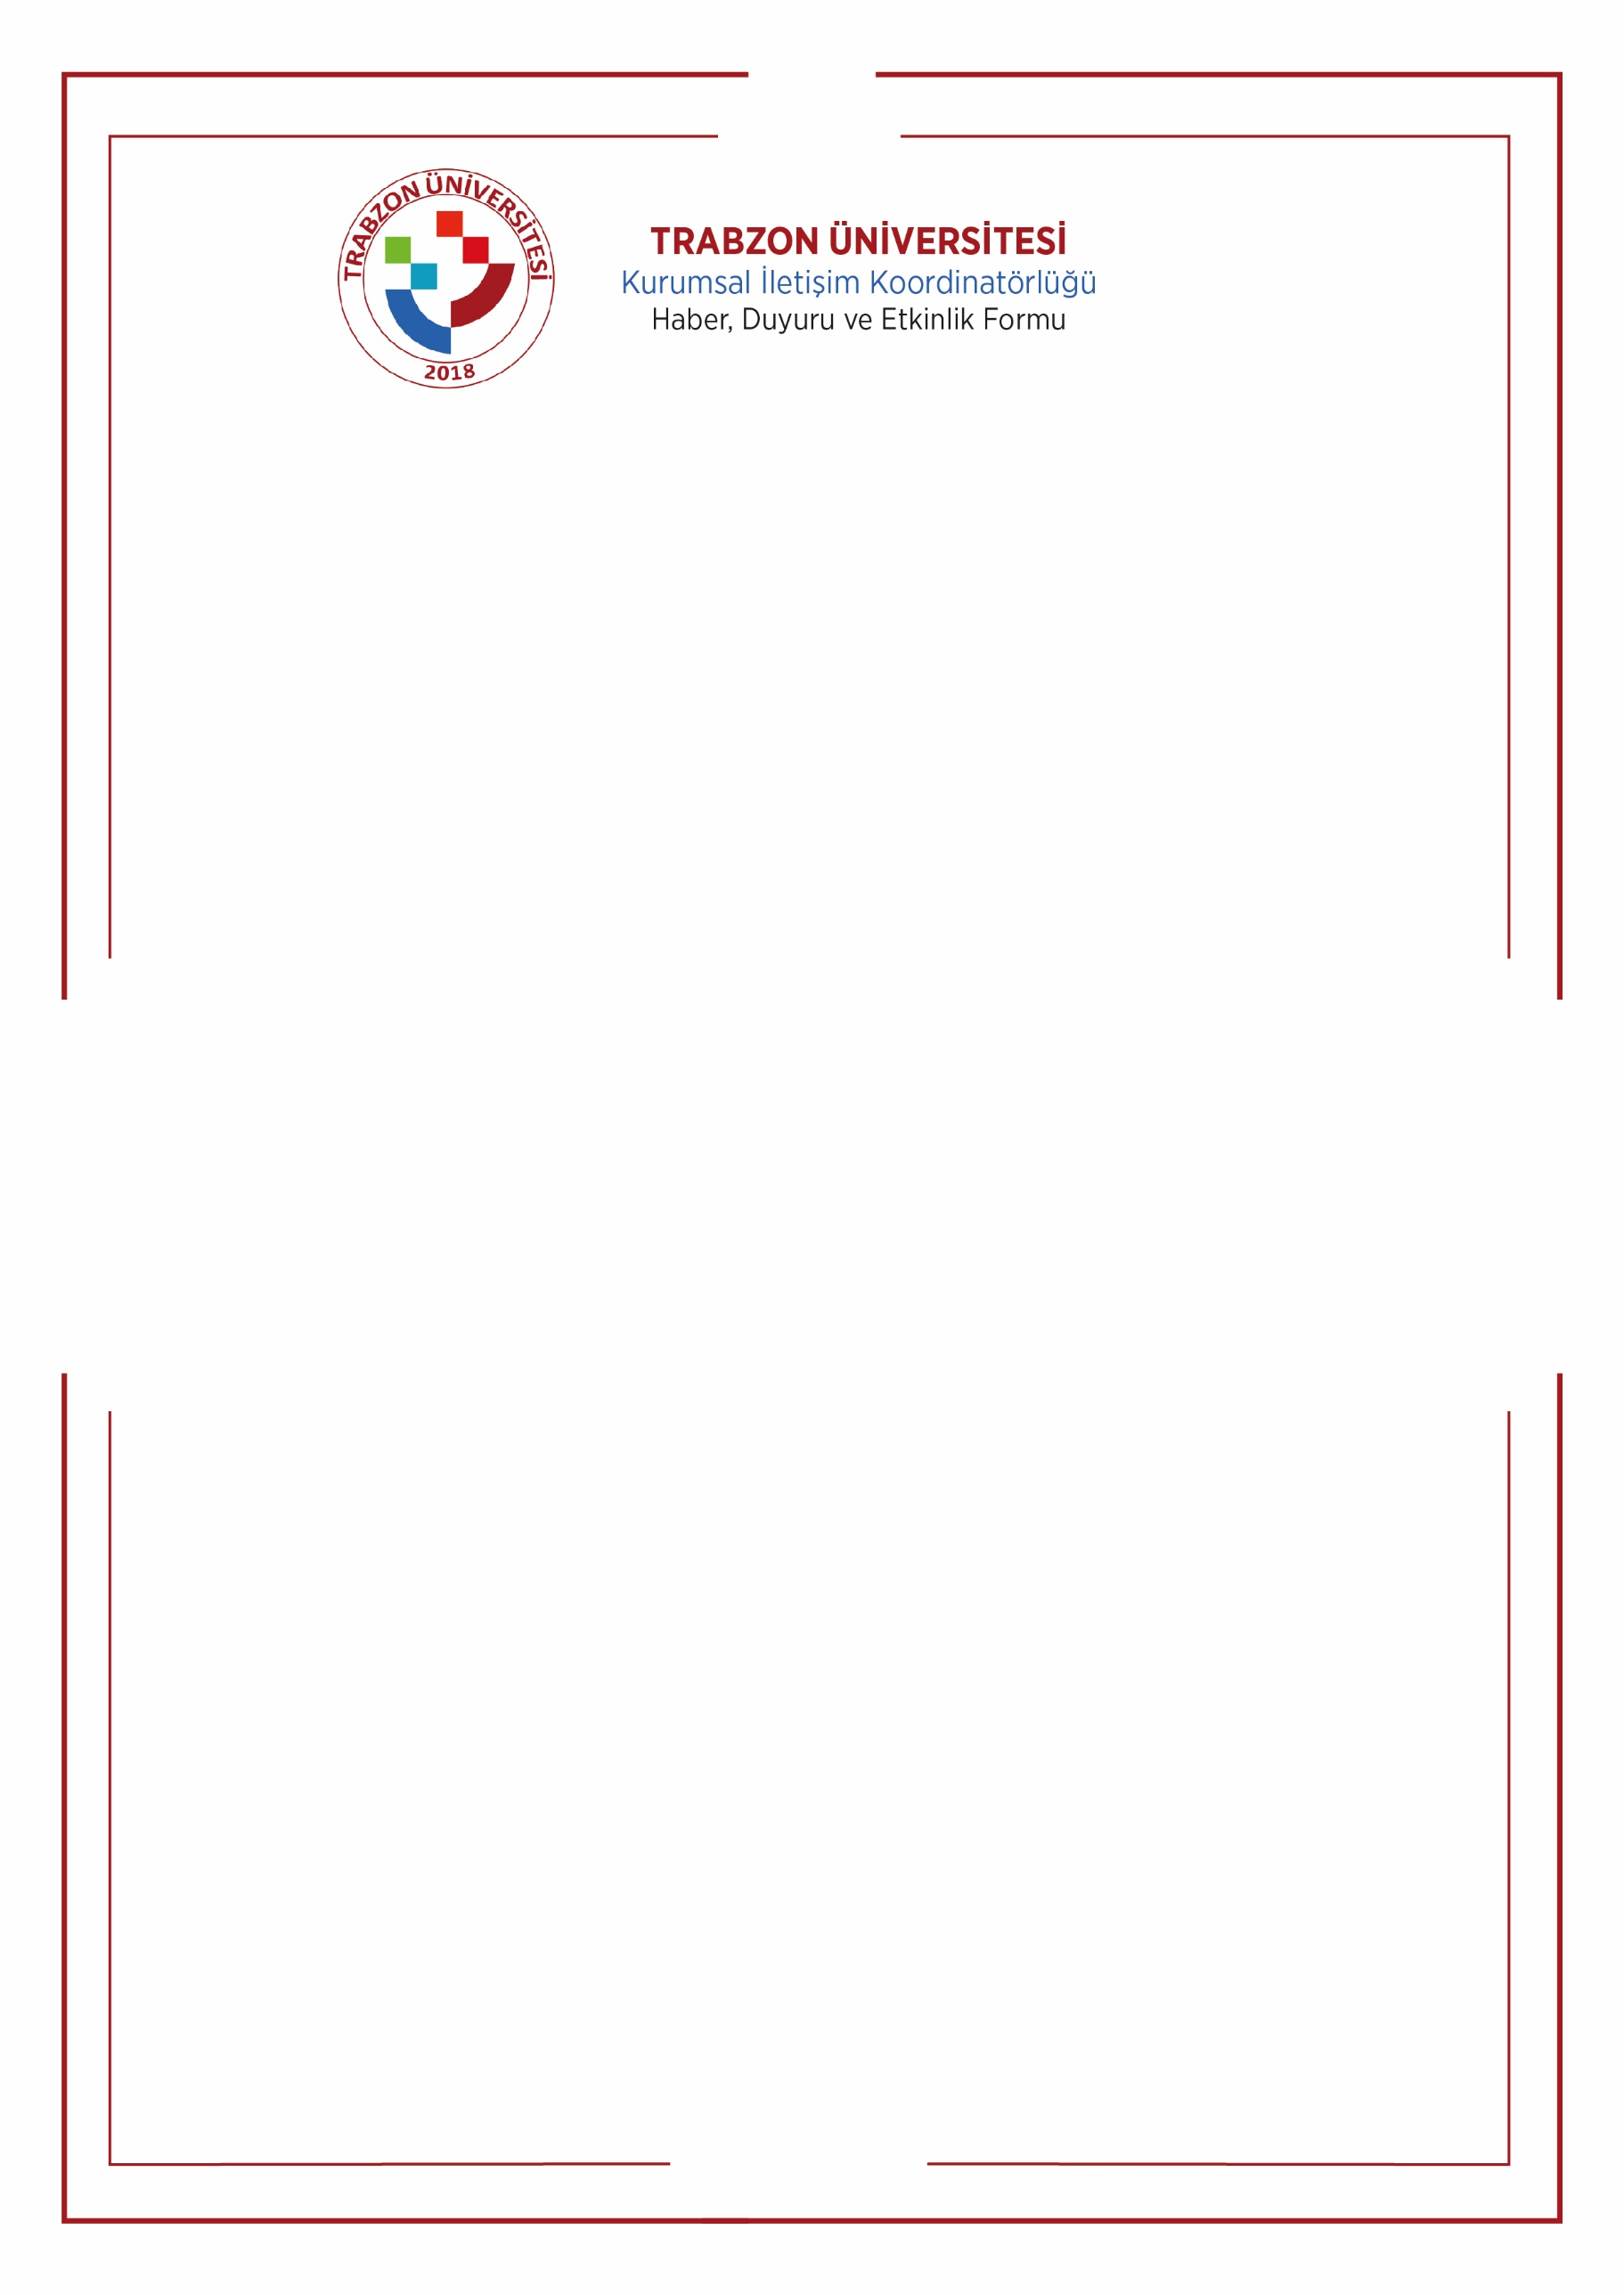 TRABZON ÜNİVERSİTESİ
2018
TRABZON ÜNİVERSİTESİ
Kurumsal İletişim Koordinatörlüğü
Haber, Duyuru ve Etkinlik Formu